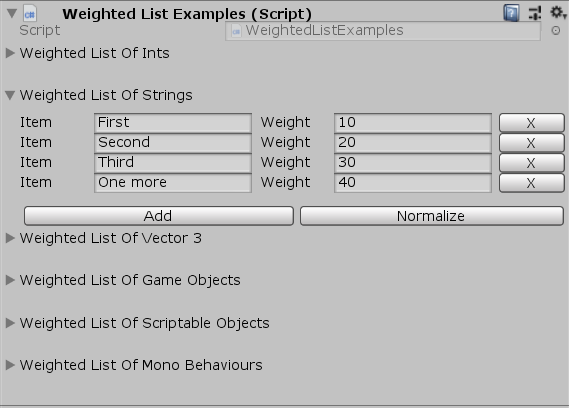 Weighted List Examples (Script)
Script WeightedListExamples
Weighted List Of Ints
Weighted List Of Strings
Item First Weight 10 X
Item Second Weight 20 X
Item Third Weight 30 X
Item One more Weight 40 X
Add Normalize
Weighted List Of Vector 3
Weighted List Of Game Objects
Weighted List Of Scriptable Objects
Weighted List Of Mono Behaviours